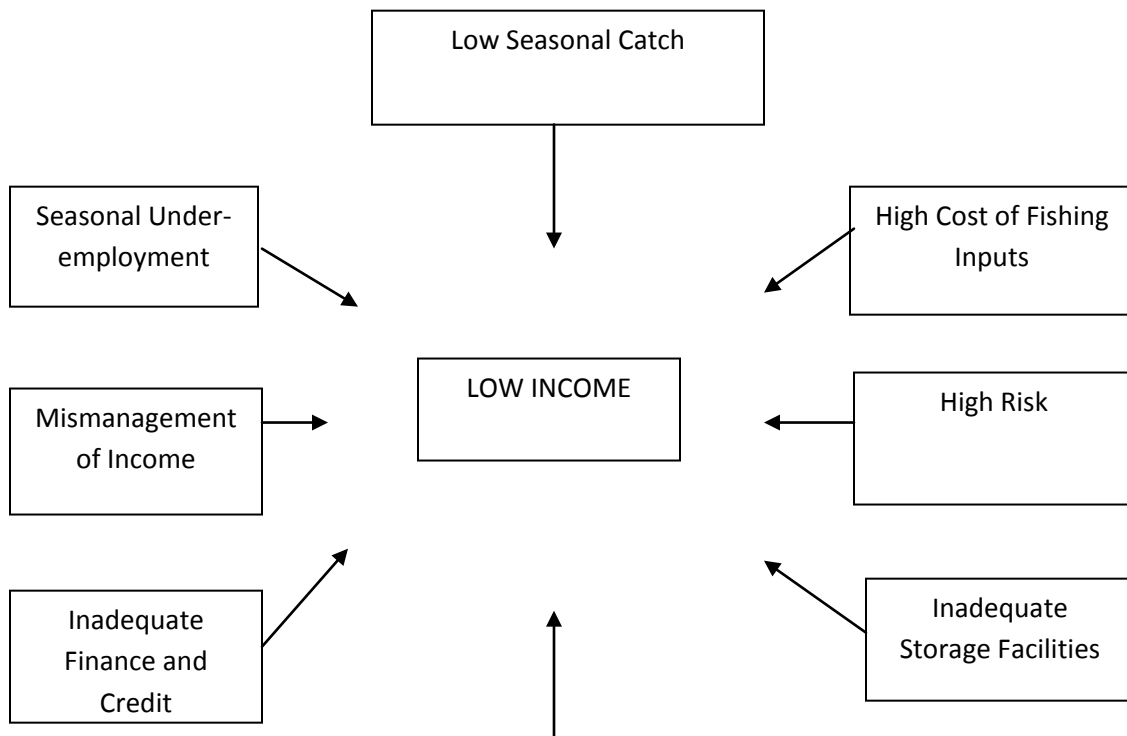 Low Seasonal Catch
Seasonal Under-
employment
High Cost of Fishing
Inputs
LOW INCOME
High Risk
Mismanagement
of Income
Inadequate
Storage Facilities
Inadequate
Finance and
Credit